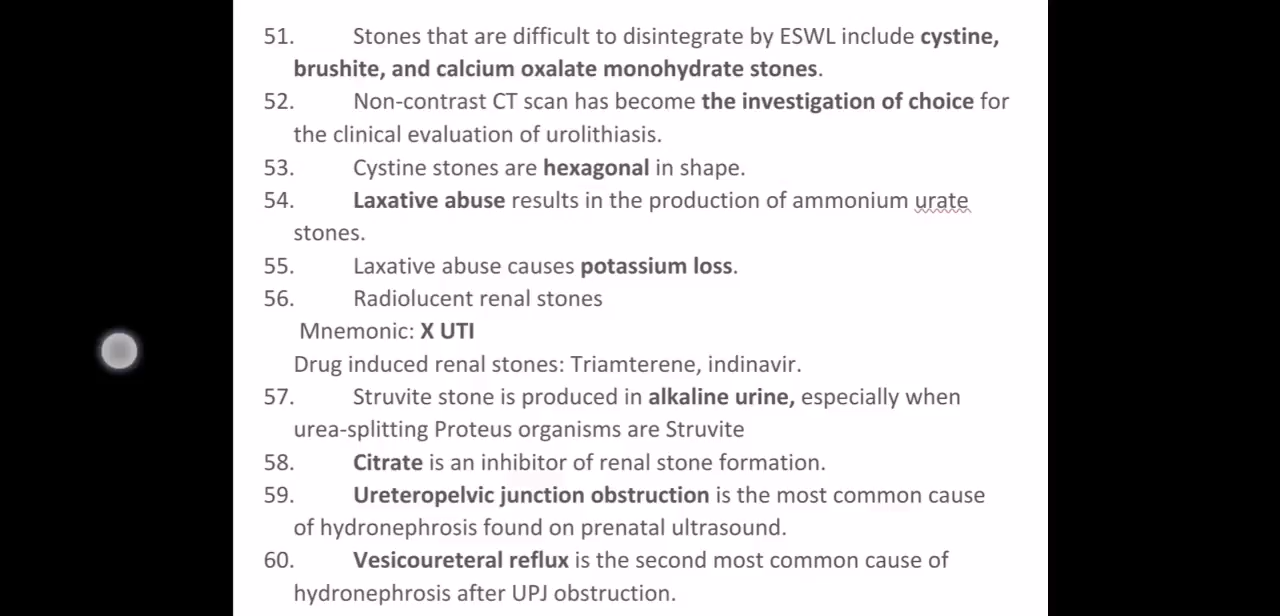 51. Stones that are difficult to disintegrate by ESWL include cystine,
brushite, and calcium oxalate monohydrate stones.
52. Non-contrast CT scan has become the investigation of choice for
the clinical evaluation of urolithiasis.
53. Cystine stones are hexagonal in shape.
54. Laxative abuse results in the production of ammonium urate
stones.
55. Laxative abuse causes potassium loss.
56. Radiolucent renal stones
Mnemonic: X UTI
Drug induced renal stones: Triamterene, indinavir.
57. Struvite stone is produced in alkaline urine, especially when
urea-splitting Proteus organisms are Struvite
58. Citrate is an inhibitor of renal stone formation.
59. Ureteropelvic junction obstruction is the most common cause
of hydronephrosis found on prenatal ultrasound.
60. Vesicoureteral reflux is the second most common cause of
hydronephrosis after UPJ obstruction.